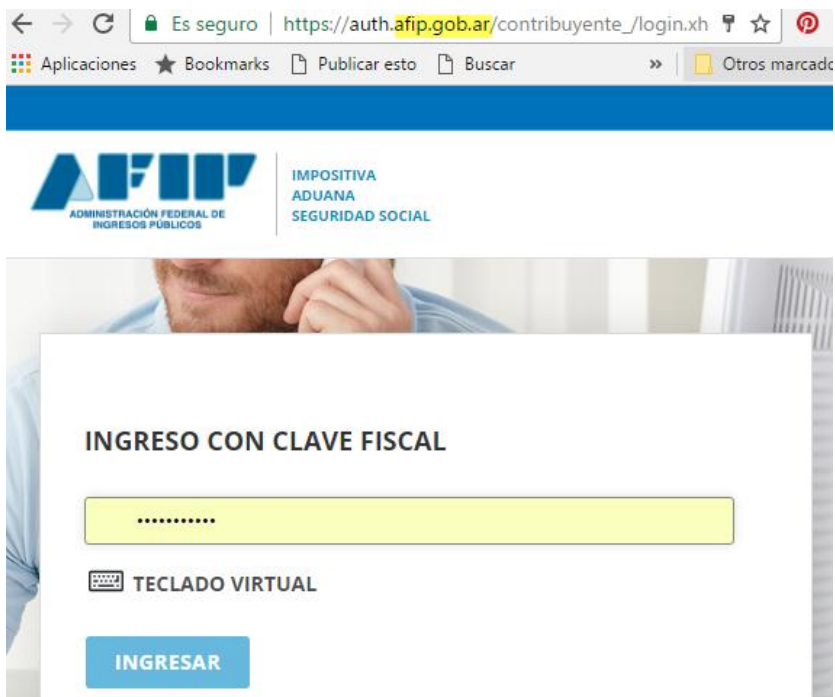 Es seguro | https://auth.afip.gob.ar/contribuyente_/login.xh
Aplicaciones Bookmarks Publicar esto Buscar » Otros marcado
AFIP
ADMINISTRACIÓN FEDERAL DE
INGRESOS PÚBLICOS
IMPOSITIVA
ADUANA
SEGURIDAD SOCIAL
INGRESO CON CLAVE FISCAL
•••••••••••
TECLADO VIRTUAL
INGRESAR